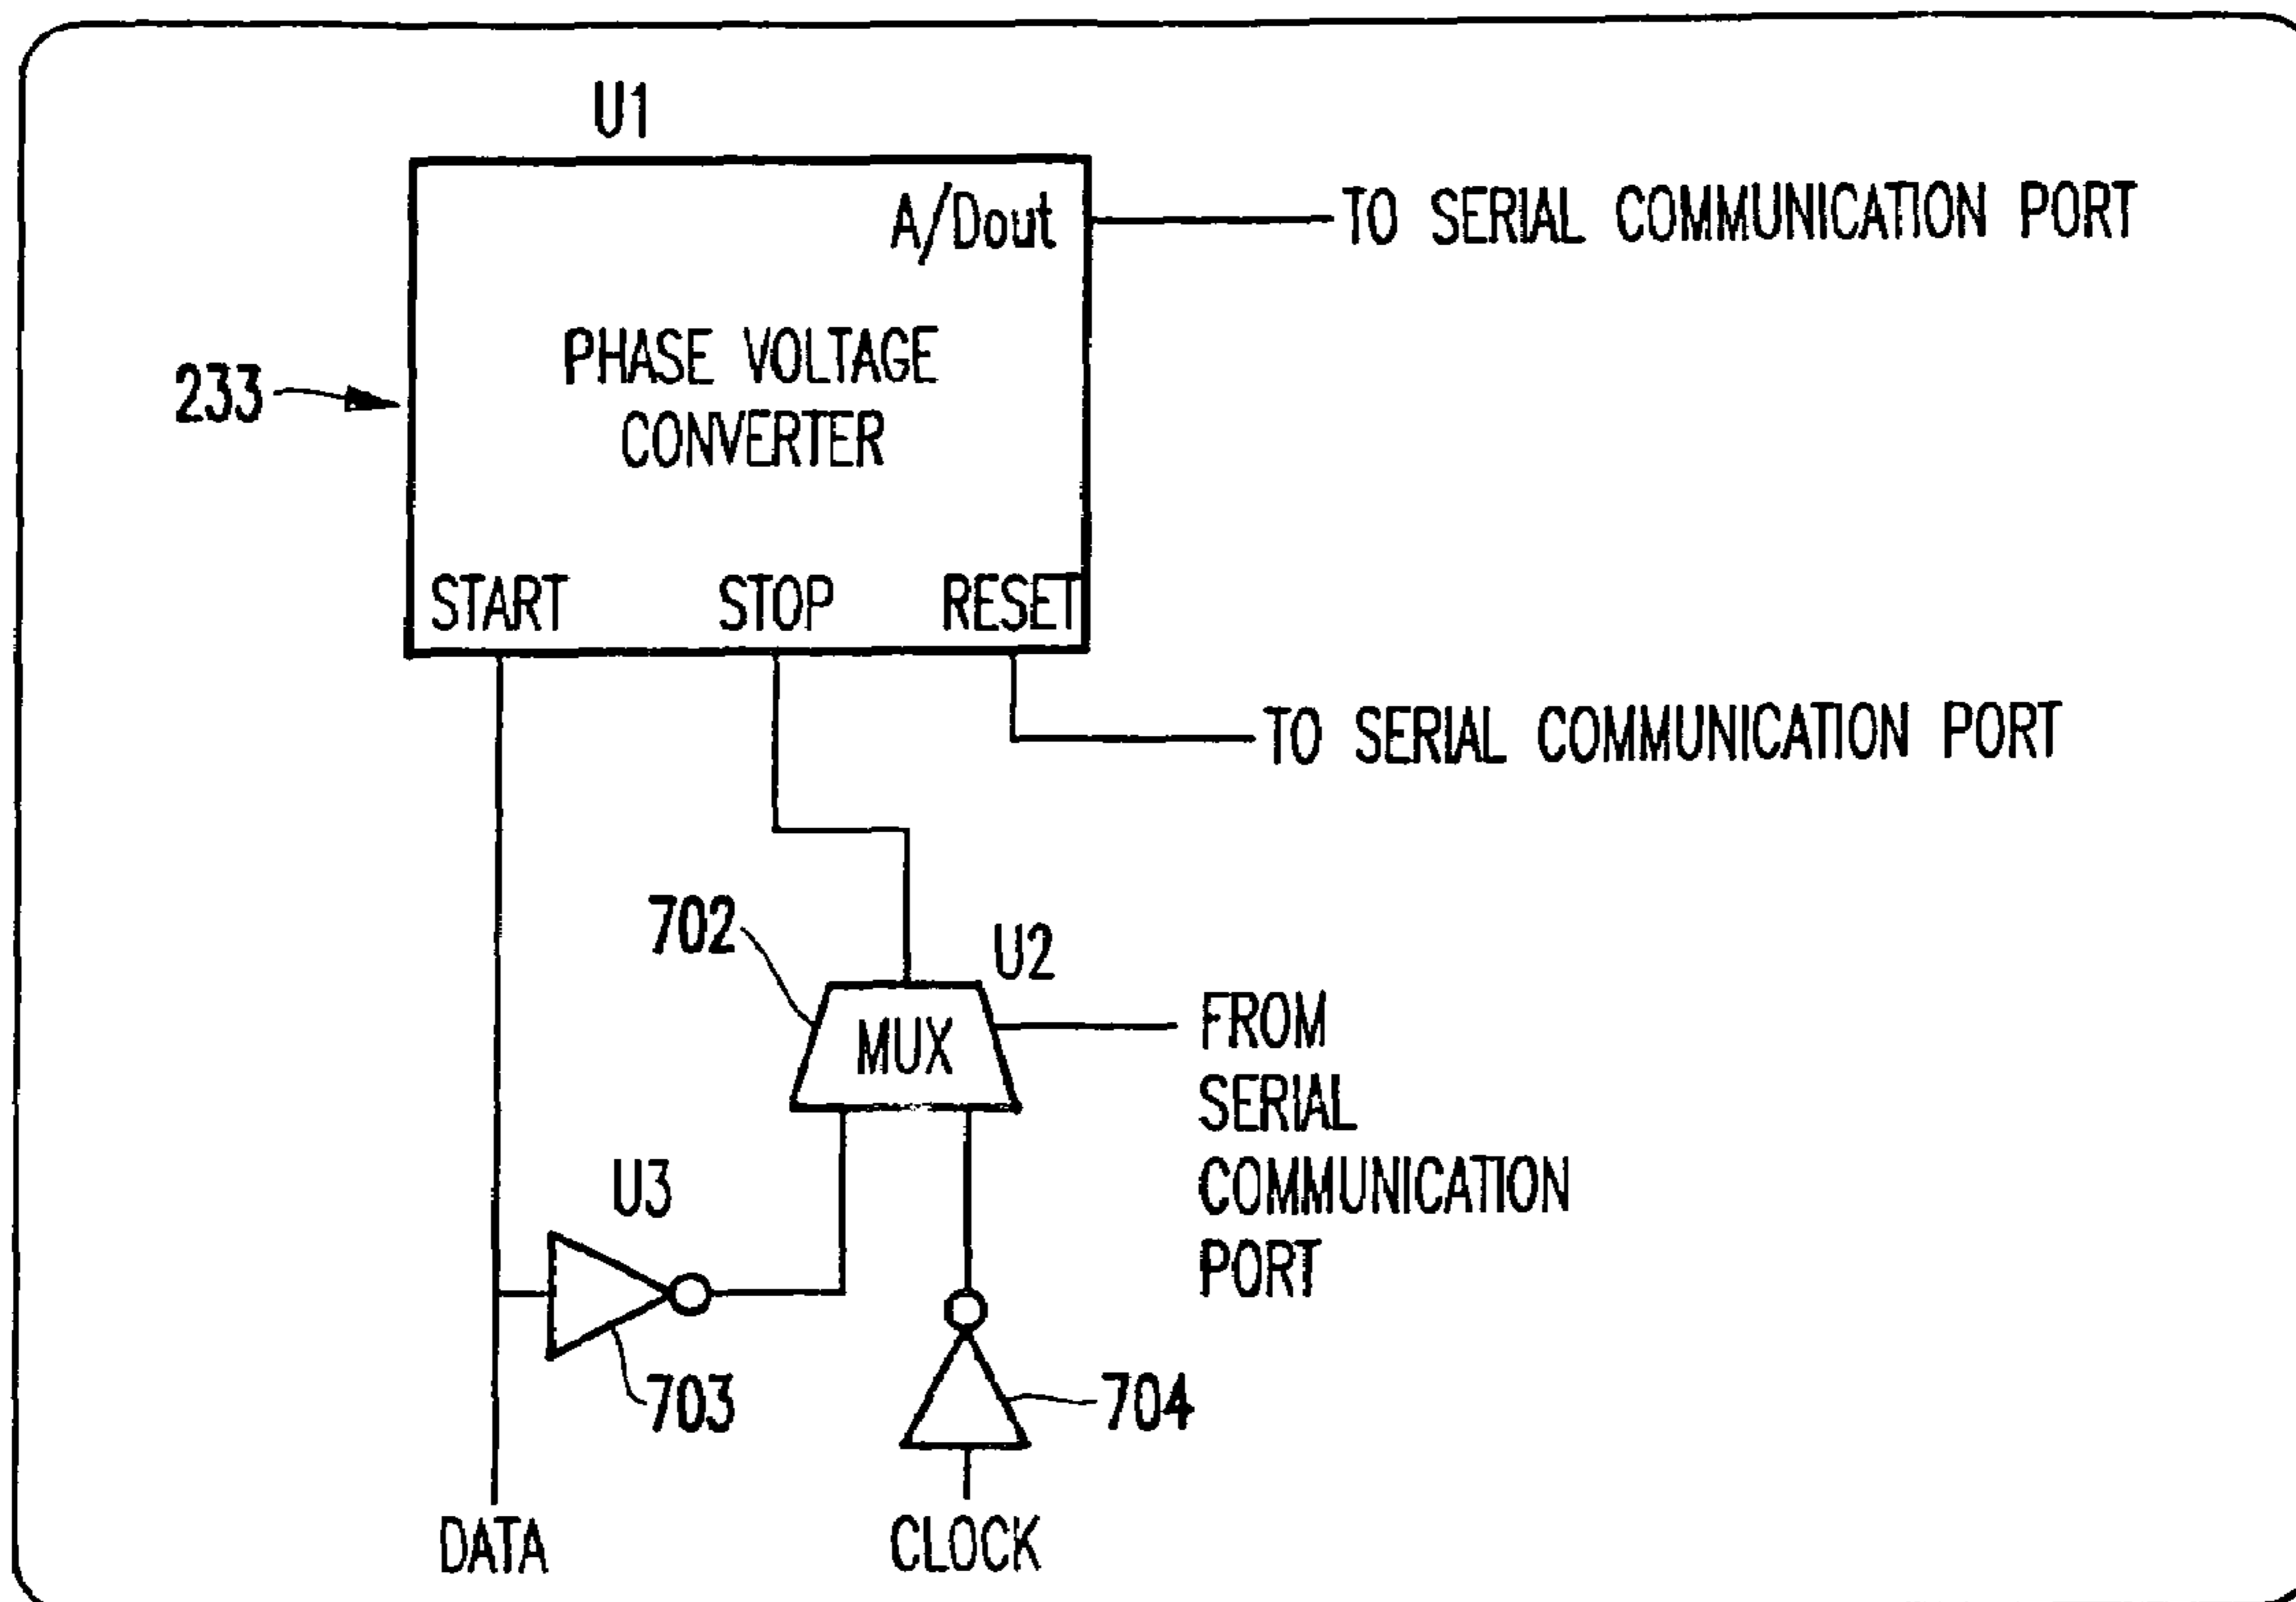 U1
A/Dout
TO SERIAL COMMUNICATION PORT
PHASE VOLTAGE
CONVERTER
233
START STOP RESET
TO SERIAL COMMUNICATION PORT
702
U2
MUX
FROM
SERIAL
COMMUNICATION
PORT
U3
703
704
DATA
CLOCK